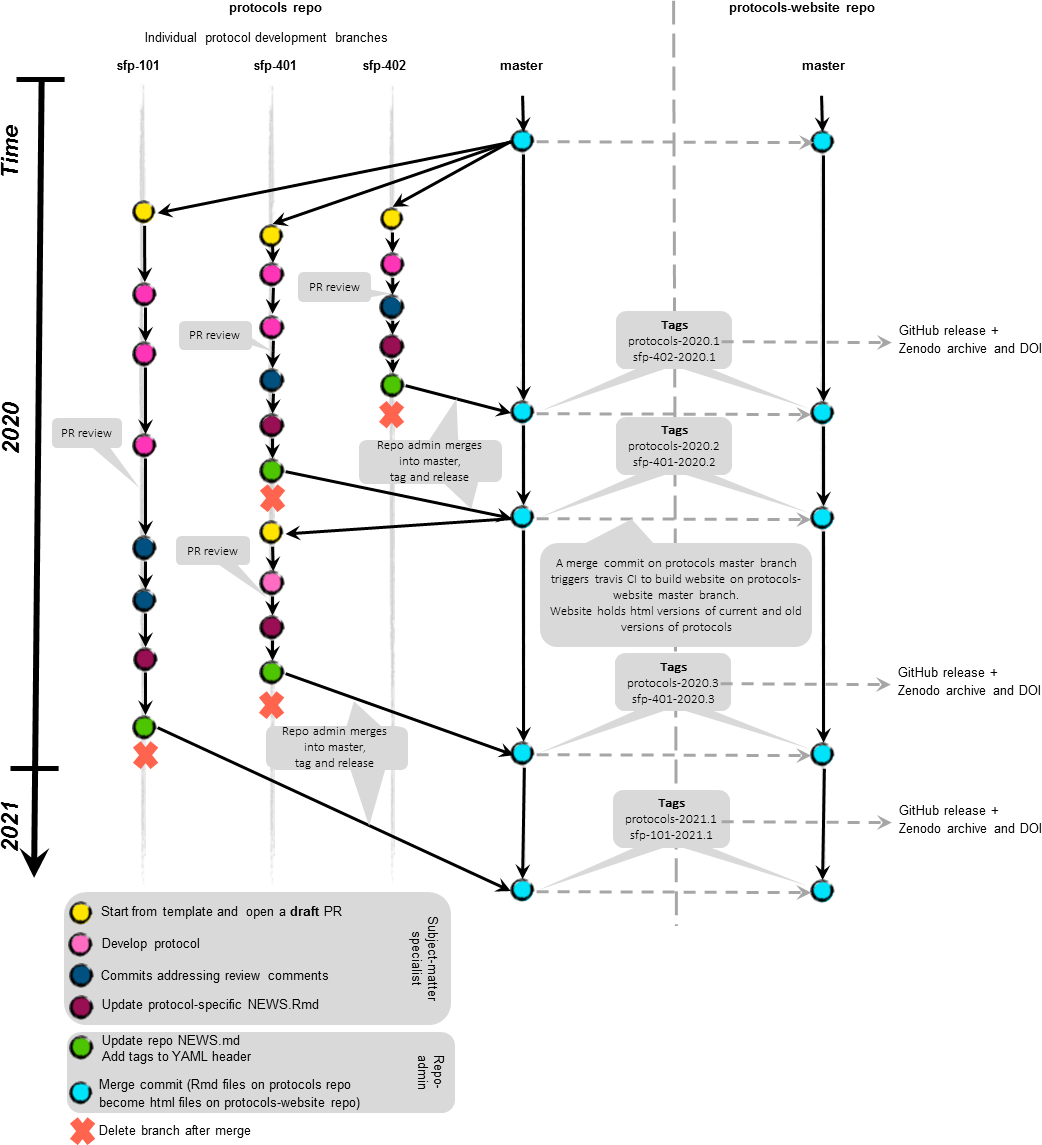 protocols repo
protocols-website repo
Individual protocol development branches
sfp-101
sfp-401
sfp-402
master
master
Time
2020
2021
PR review
PR review
PR review
PR review
Tags
protocols-2020.1
sfp-402-2020.1
GitHub release +
Zenodo archive and DOI
Tags
protocols-2020.2
sfp-401-2020.2
Repo admin merges
into master,
tag and release
A merge commit on protocols master branch
triggers travis CI to build website on protocols-
website master branch.
Website holds html versions of current and old
versions of protocols
Tags
protocols-2020.3
sfp-401-2020.3
GitHub release +
Zenodo archive and DOI
Repo admin merges
into master,
tag and release
Tags
protocols-2021.1
sfp-101-2021.1
GitHub release +
Zenodo archive and DOI
Start from template and open a draft PR
Develop protocol
Commits addressing review comments
Update protocol-specific NEWS.Rmd
Subject-matter
specialist
Update repo NEWS.md
Add tags to YAML header
Merge commit (Rmd files on protocols repo
become html files on protocols-website repo)
Repo-
admin
Delete branch after merge